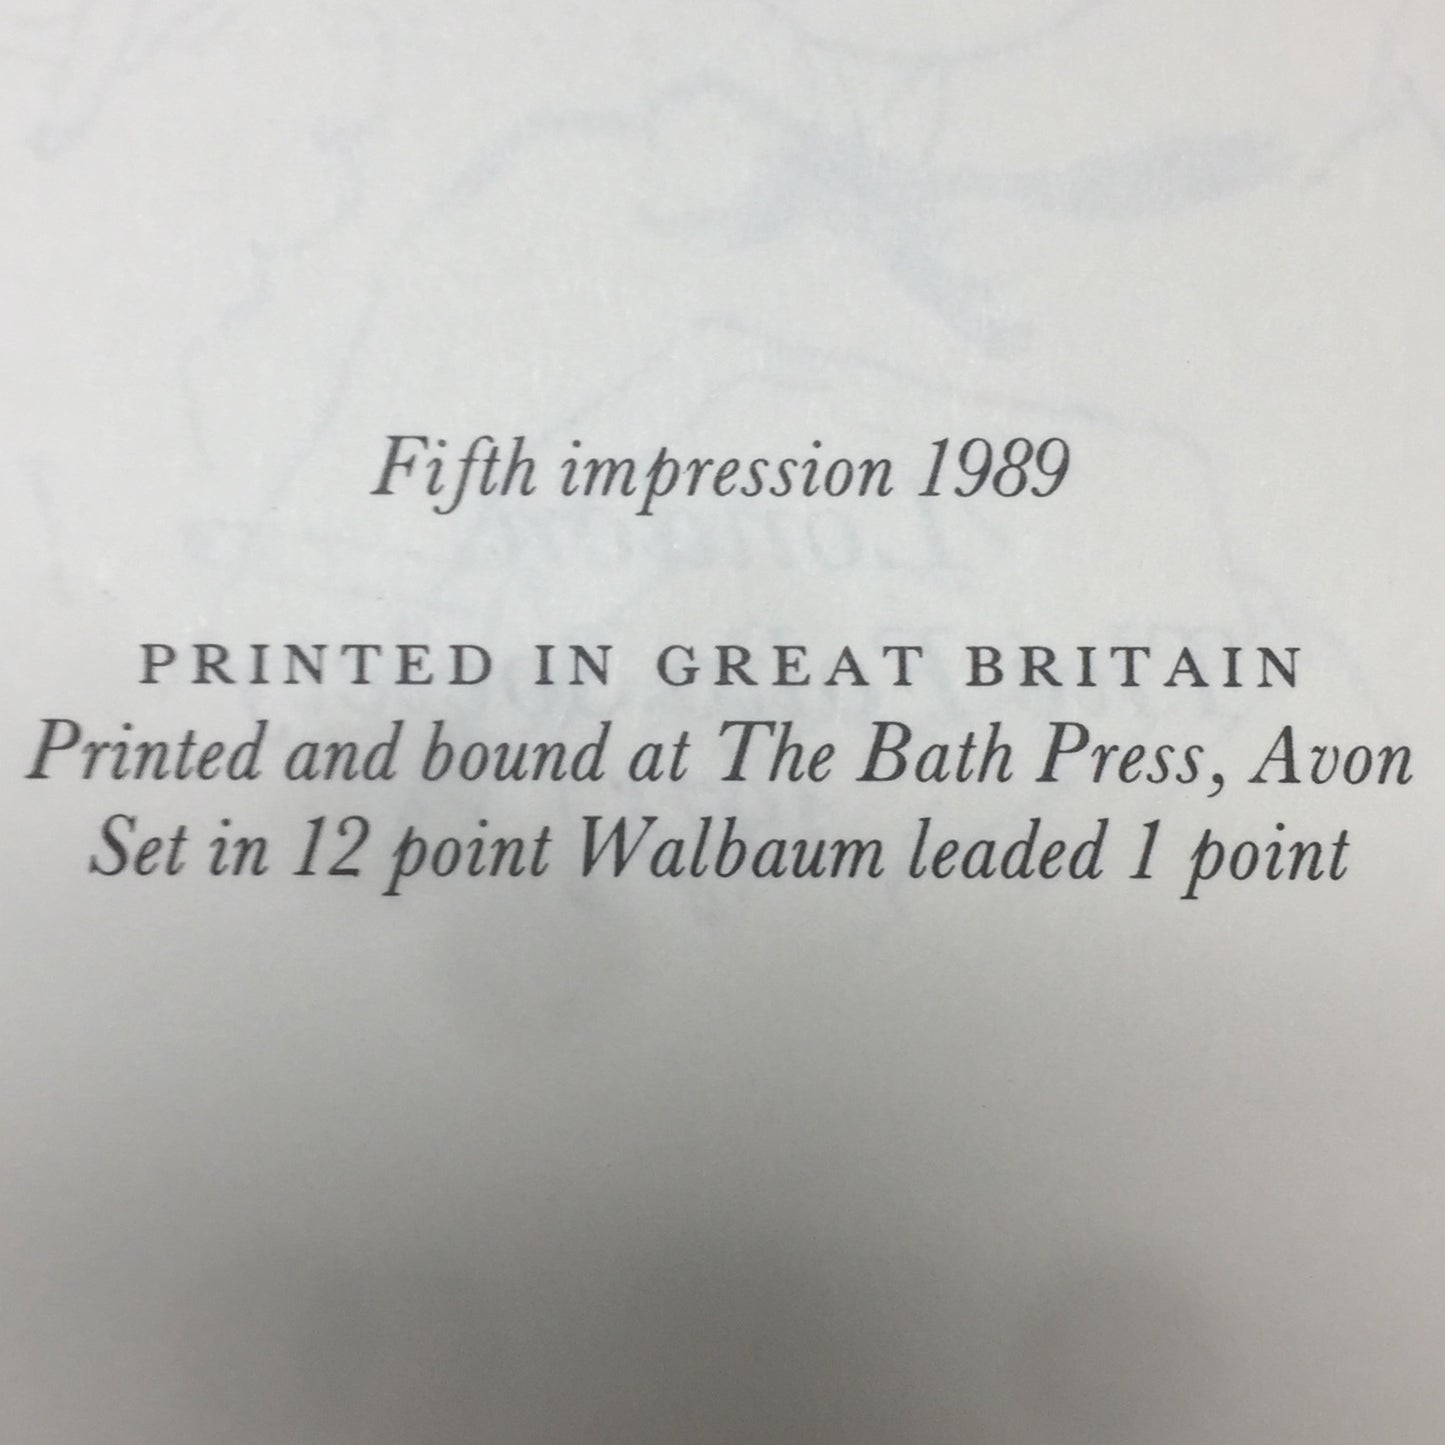 Fifth impression 1989
PRINTED IN GREAT BRITAIN
Printed and bound at The Bath Press, Avon
Set in 12 point Walbaum leaded 1 point